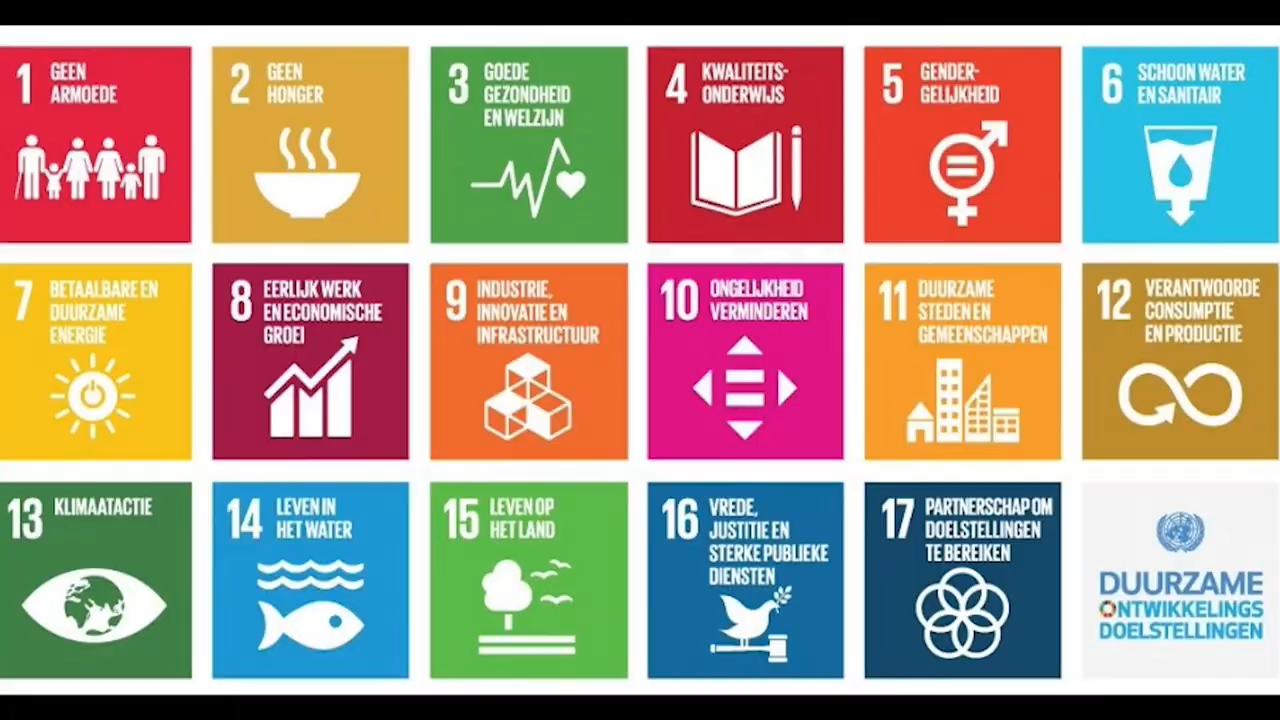 1 GEEN
ARMOEDE
2 GEEN
HONGER
3 GOEDE
GEZONDHEID
EN WELZIJN
4 KWALITEITS-
ONDERWIJS
5 GENDER-
GELIJKHEID
6 SCHOON WATER
EN SANITAIR
7 BETAALBARE EN
DUURZAME
ENERGIE
8 EERLIJK WERK
EN ECONOMISCHE
GROEI
9 INDUSTRIE,
INNOVATIE EN
INFRASTRUCTUUR
10 ONGELIJKHEID
VERMINDEREN
11 DUURZAME
STEDEN EN
GEMEENSCHAPPEN
12 VERANTWOORDE
CONSUMPTIE
EN PRODUCTIE
13 KLIMAATACTIE
14 LEVEN IN
HET WATER
15 LEVEN OP
HET LAND
16 VREDE,
JUSTITIE EN
STERKE PUBLIEKE
DIENSTEN
17 PARTNERSCHAP OM
DOELSTELLINGEN
TE BEREIKEN
DUURZAME
ONTWIKKELINGS
DOELSTELLINGEN